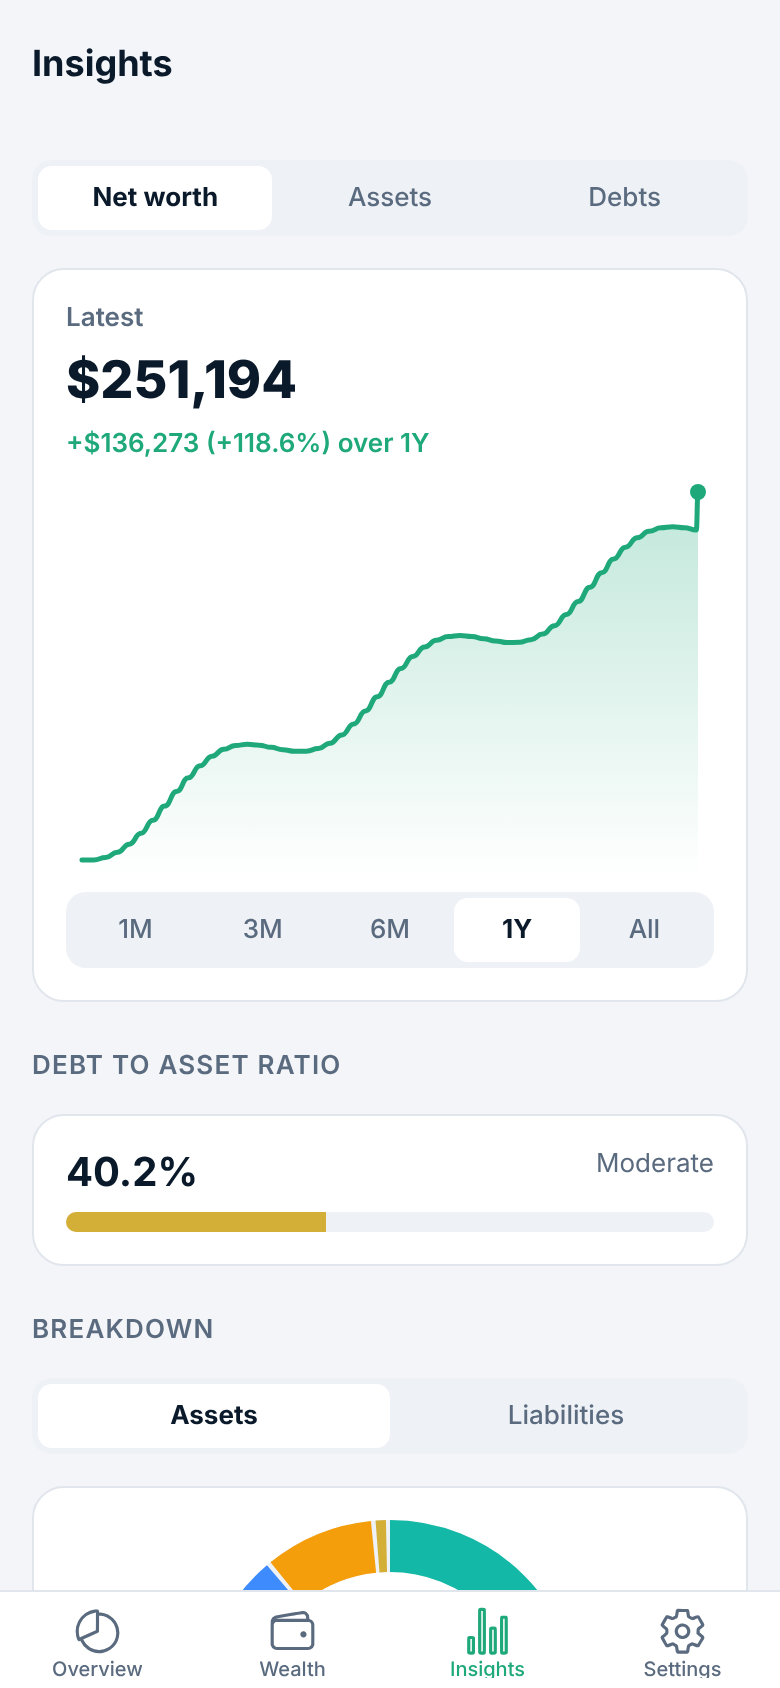 Insights
Net worth Assets Debts
Latest
$251,194
+$136,273 (+118.6%) over 1Y
1M 3M 6M 1Y All
DEBT TO ASSET RATIO
40.2% Moderate
BREAKDOWN
Assets Liabilities
Overview Wealth Insights Settings